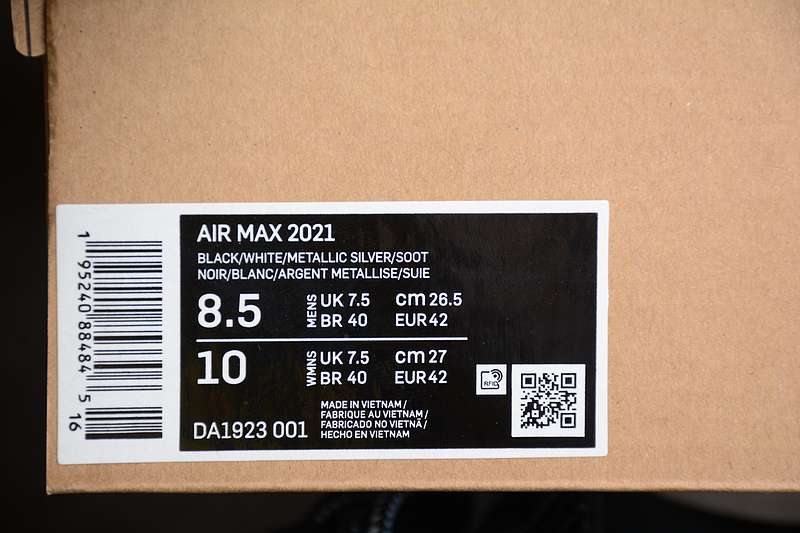 AIR MAX 2021
BLACK/WHITE/METALLIC SILVER/SOOT
NOIR/BLANC/ARGENT METALLISE/SUIE
8.5 MENS UK 7.5 cm 26.5
BR 40 EUR 42
10 WMNS UK 7.5 cm 27
BR 40 EUR 42
RFID
DA1923 001
MADE IN VIETNAM /
FABRIQUE AU VIETNAM /
FABRICADO NO VIETNÃ /
HECHO EN VIETNAM
1 95240 88484 5 16